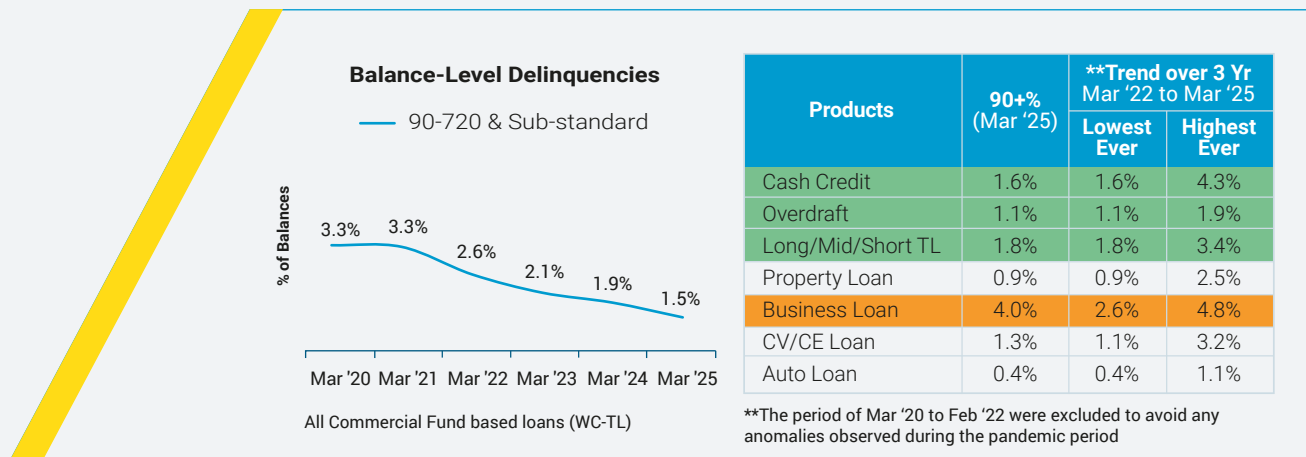 Balance-Level Delinquencies
90-720 & Sub-standard
% of Balances
3.3%
3.3%
2.6%
2.1%
1.9%
1.5%
Mar '20 Mar '21 Mar '22 Mar '23 Mar '24 Mar '25
All Commercial Fund based loans (WC-TL)
Products
90+%
(Mar ‘25)
**Trend over 3 Yr
Mar ‘22 to Mar ‘25
Lowest
Ever
Highest
Ever
Cash Credit 1.6% 1.6% 4.3%
Overdraft 1.1% 1.1% 1.9%
Long/Mid/Short TL 1.8% 1.8% 3.4%
Property Loan 0.9% 0.9% 2.5%
Business Loan 4.0% 2.6% 4.8%
CV/CE Loan 1.3% 1.1% 3.2%
Auto Loan 0.4% 0.4% 1.1%
**The period of Mar ‘20 to Feb ‘22 were excluded to avoid any
anomalies observed during the pandemic period